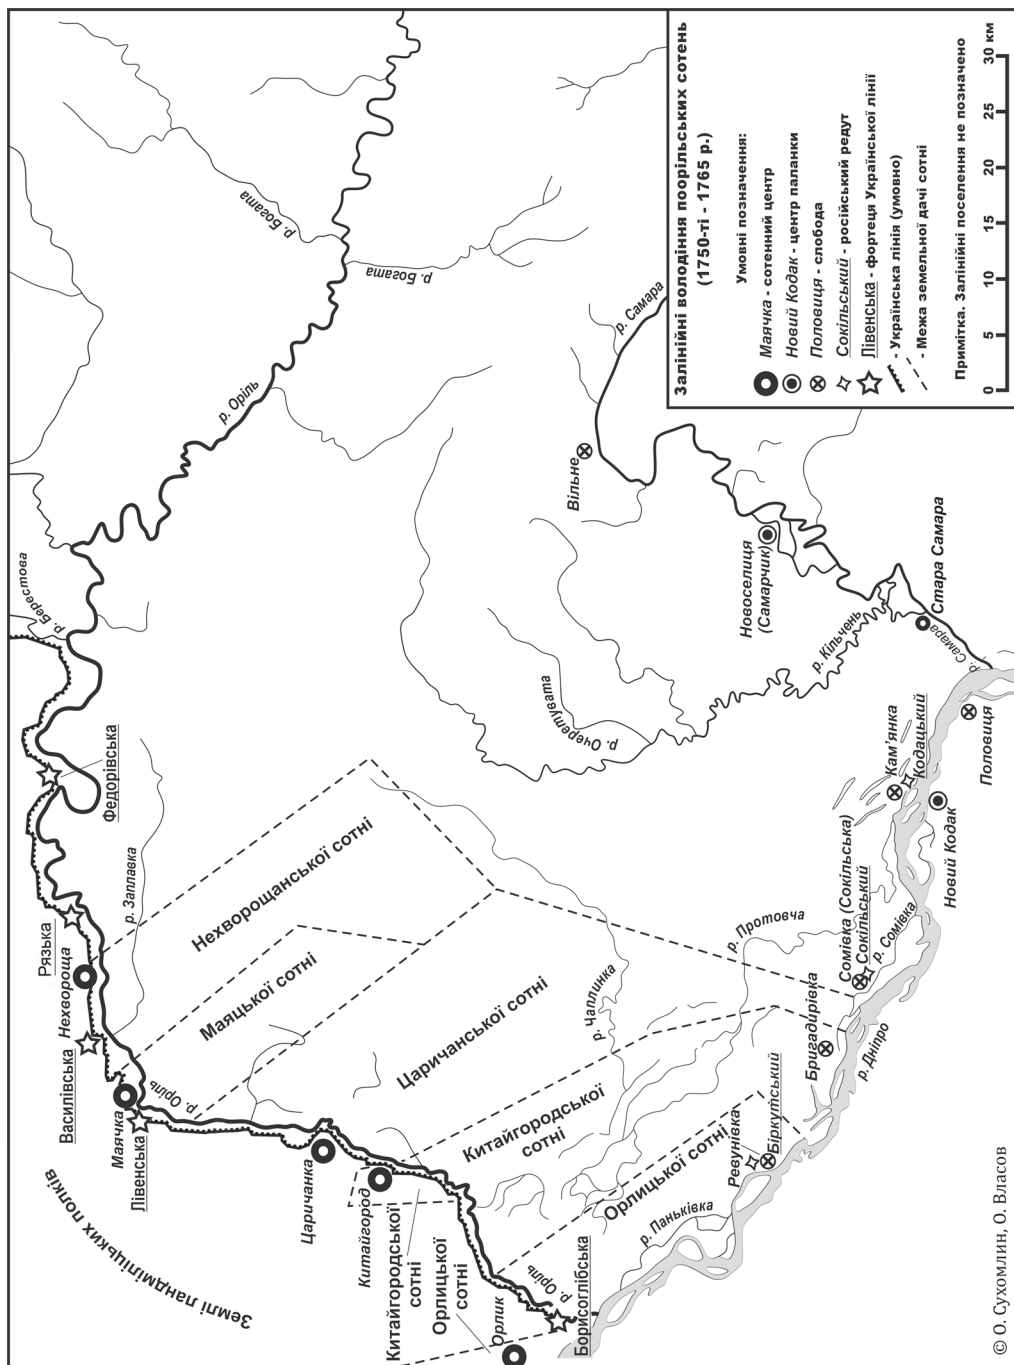 Залінійні володіння поорільських сотень
(1750-ті - 1765 р.)
Умовні позначення:
Маячка - сотенний центр
Новий Кодак - центр паланки
Половиця - слобода
Сокільський - російський редут
Лівенська - фортеця Української лінії
- Українська лінія (умовно)
- Межа земельної дачі сотні
Примітка. Залінійні поселення не позначено
0 5 10 15 20 25 30 км
р. Берестова
р. Оріль
р. Богата
р. Богата
р. Самара
Федорівська
р. Заплавка
Рязька
Нехвороща
Василівська
Маячка
Лівенська
р. Оріль
Землі ландміліцьких полків
Нехворощанської сотні
Маяцької сотні
Царичанської сотні
Китайгородської
сотні
Орлицької сотні
Царичанка
Китайгород
Китайгородської
сотні
Орлицької
сотні
Орлик
р. Оріль
Борисоглібська
р. Чаплинка
р. Протовча
р. Очеретувата
Вільне
Новоселиця
(Самарчик)
р. Кільчень
Стара Самара
р. Самара
Половиця
Кам'янка
Кодацький
Новий Кодак
Сомівка (Сокільська)
Сокільський
р. Сомівка
Бригадирівка
р. Дніпро
Ревунівка
Біркутський
р. Паньківка
© О. Сухомлин, О. Власов